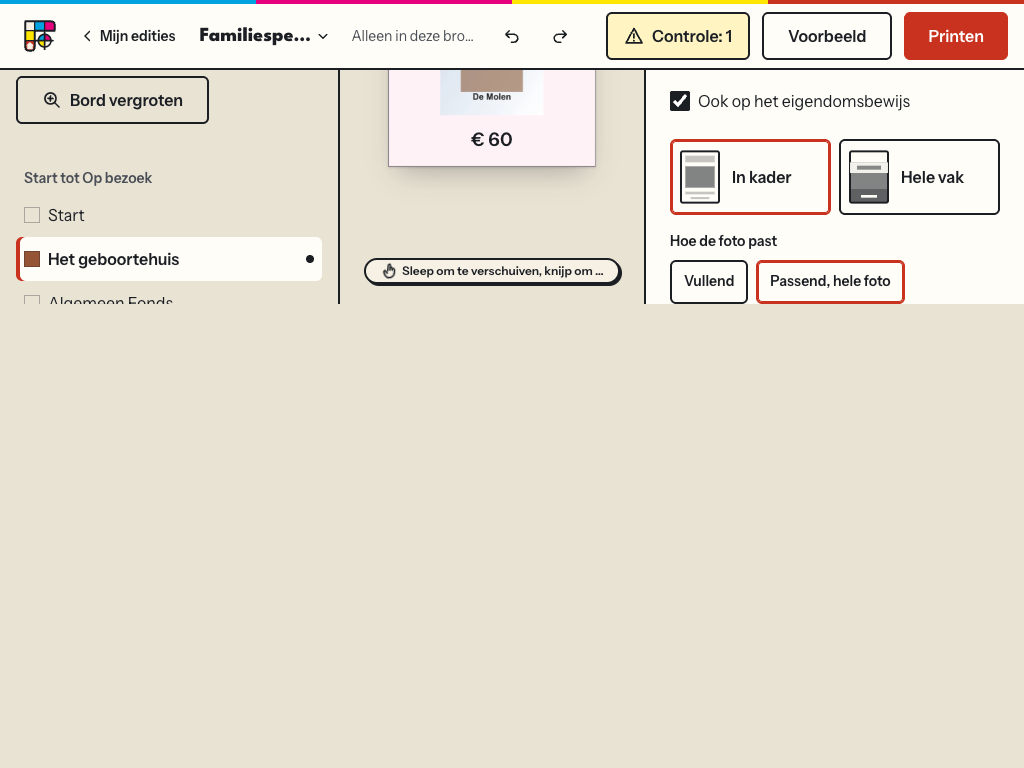 Mijn edities
Familiespe...
Alleen in deze bro...
Controle: 1
Voorbeeld
Printen
Bord vergroten
Start tot Op bezoek
Start
Het geboortehuis
Algemeen Fonds
De Molen
€ 60
Sleep om te verschuiven, knijp om ...
Ook op het eigendomsbewijs
In kader
Hele vak
Hoe de foto past
Vullend
Passend, hele foto